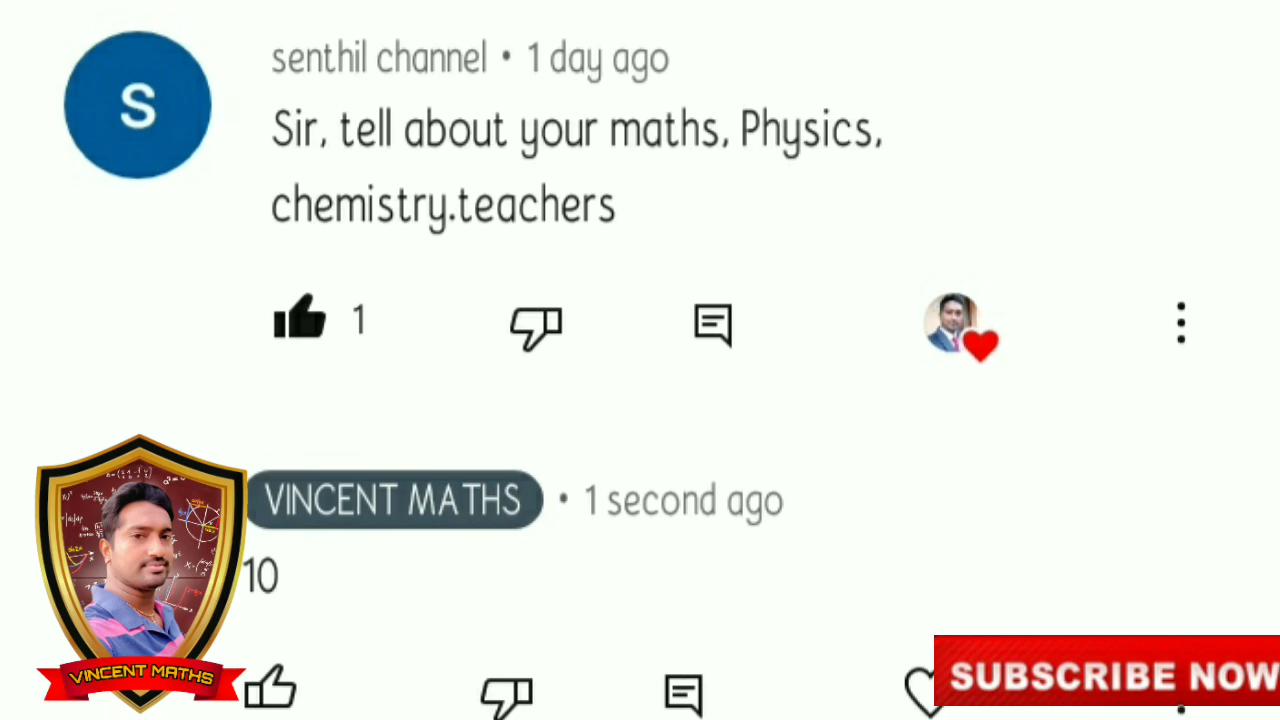 S
senthil channel • 1 day ago
Sir, tell about your maths, Physics,
chemistry.teachers
1
VINCENT MATHS • 1 second ago
10
VINCENT MATHS
SUBSCRIBE NOW